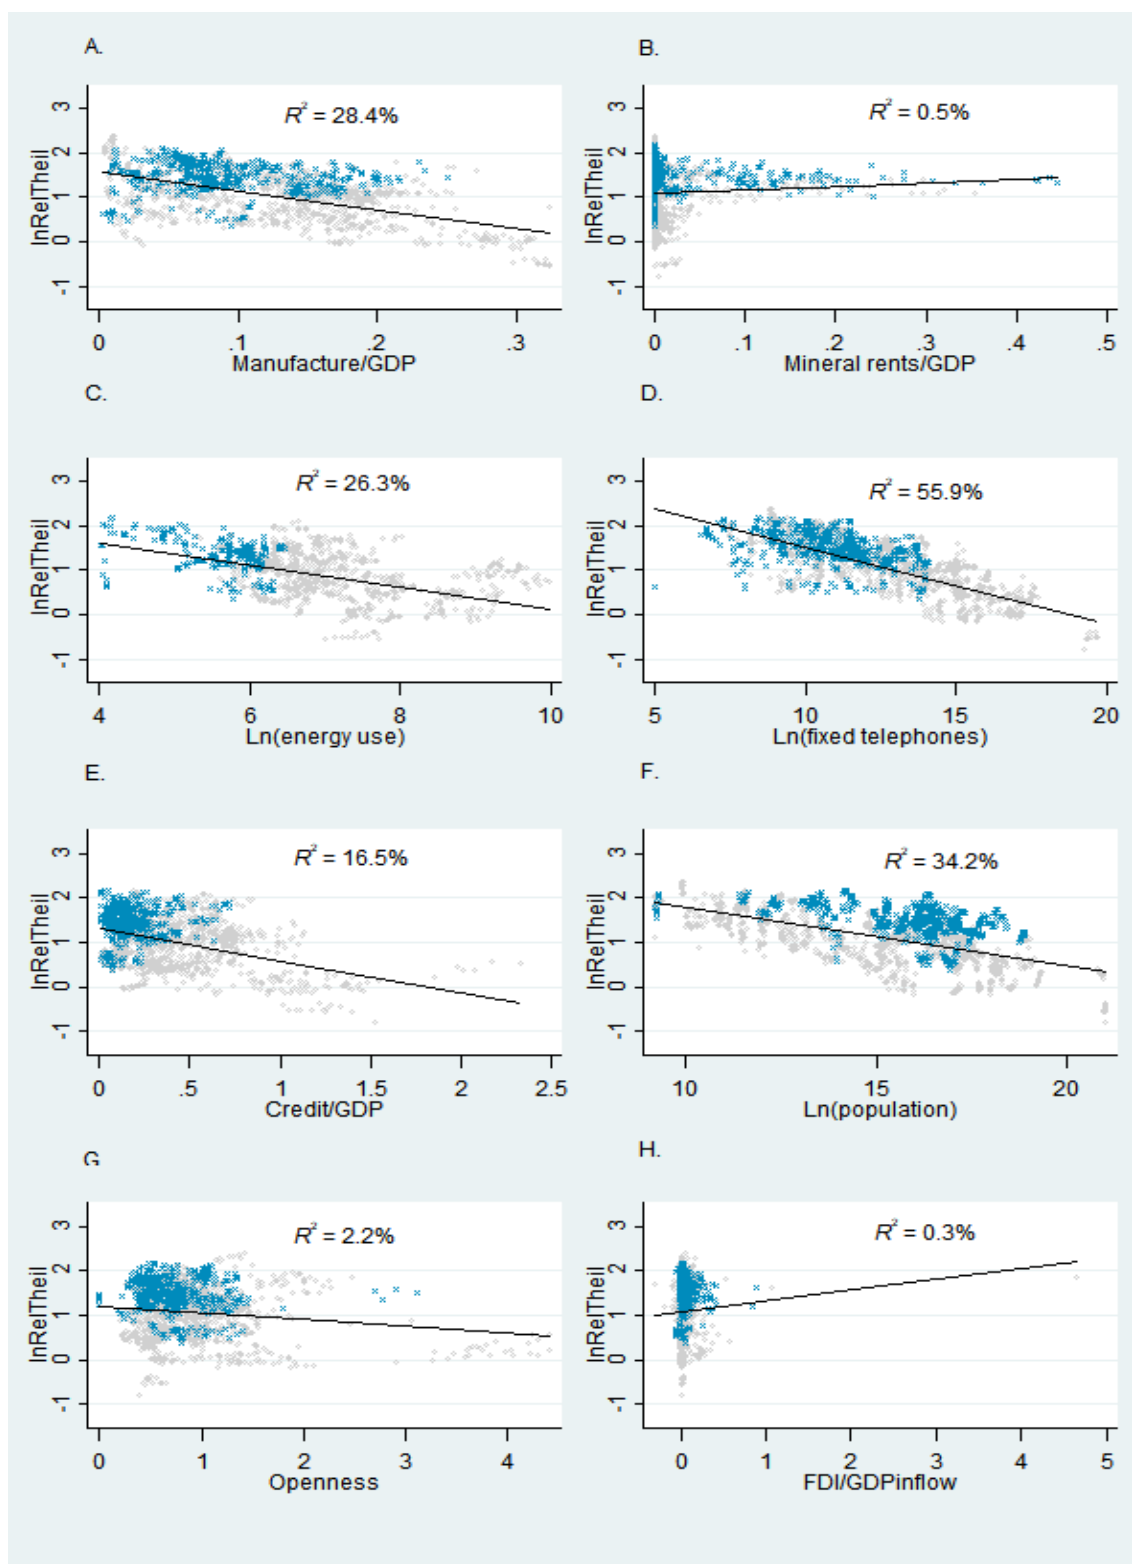 A.
B.
R² = 28.4%
R² = 0.5%
lnRelTheil
3
2
1
0
-1
lnRelTheil
3
2
1
0
-1
0 .1 .2 .3
0 .1 .2 .3 .4 .5
Manufacture/GDP
Mineral rents/GDP
C.
D.
R² = 26.3%
R² = 55.9%
lnRelTheil
3
2
1
0
-1
lnRelTheil
3
2
1
0
-1
4 6 8 10
5 10 15 20
Ln(energy use)
Ln(fixed telephones)
E.
F.
R² = 16.5%
R² = 34.2%
lnRelTheil
3
2
1
0
-1
lnRelTheil
3
2
1
0
-1
0 .5 1 1.5 2 2.5
10 15 20
Credit/GDP
Ln(population)
G.
H.
R² = 2.2%
R² = 0.3%
lnRelTheil
3
2
1
0
-1
lnRelTheil
3
2
1
0
-1
0 1 2 3 4
0 1 2 3 4 5
Openness
FDI/GDPinflow